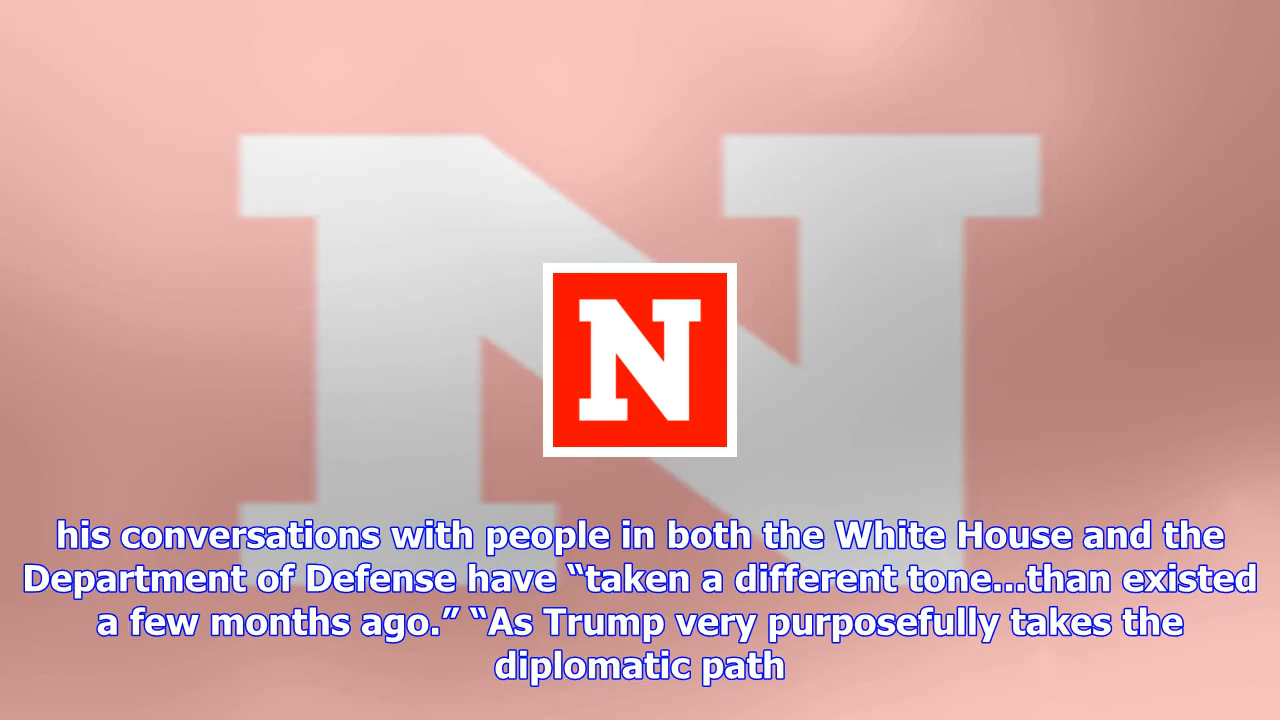 N
N
his conversations with people in both the White House and the
Department of Defense have “taken a different tone...than existed
a few months ago.” “As Trump very purposefully takes the
diplomatic path